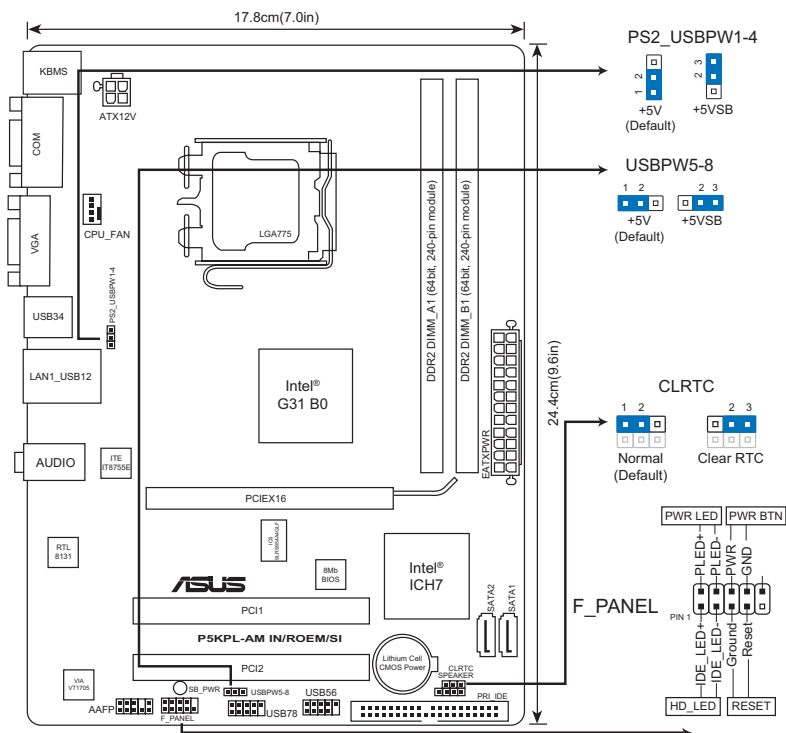 17.8cm(7.0in)
PS2_USBPW1-4
KBMS
ATX12V
1 2
2 3
+5V
(Default)
+5VSB
COM
USBPW5-8
1 2
2 3
+5V
(Default)
+5VSB
CPU_FAN
LGA775
VGA
DDR2 DIMM_A1 (64bit, 240-pin module)
DDR2 DIMM_B1 (64bit, 240-pin module)
PS2_USBPW1-4
USB34
24.4cm(9.6in)
LAN1_USB12
Intel®
G31 B0
CLRTC
1 2
2 3
Normal
(Default)
Clear RTC
EATXPWR
AUDIO
ITE
IT8755E
PCIEX16
ICS
RTL
8131
8Mb
BIOS
Intel®
ICH7
PWR LED
PWR BTN
PLED+
PLED-
PWR
GND
F_PANEL
PIN 1
IDE_LED+
IDE_LED-
Ground
Reset
HD_LED
RESET
ASUS
SATA2
SATA1
PCI1
P5KPL-AM IN/ROEM/SI
PCI2
Lithium Cell
CMOS Power
CLRTC
SPEAKER
VIA
VT1705
SB_PWR
USBPW5-8
USB56
PRI_IDE
AAFP
F_PANEL
USB78